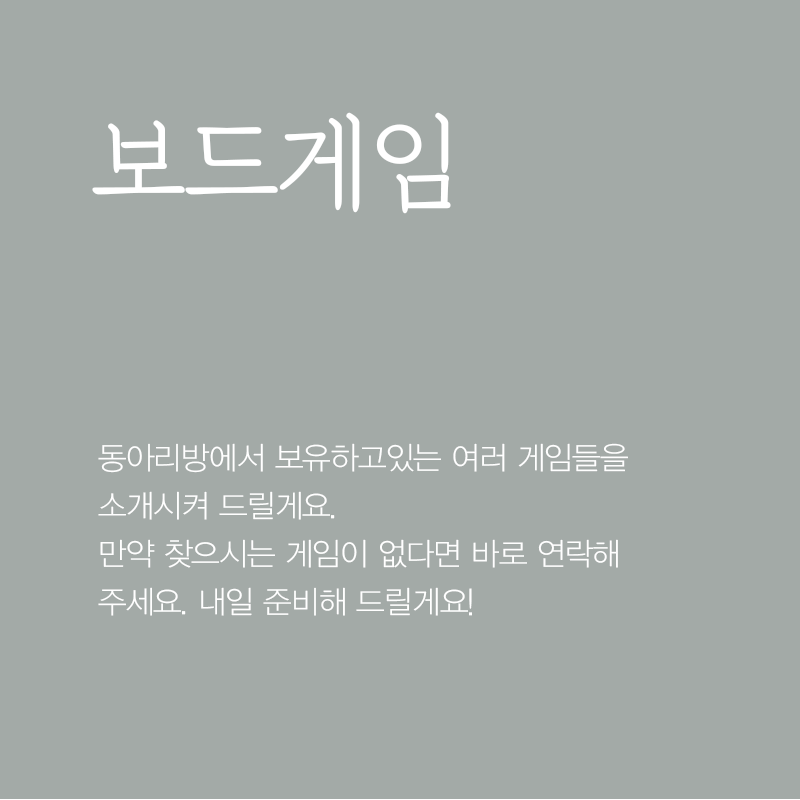 보드게임
동아리방에서 보유하고있는 여러 게임들을
소개시켜 드릴게요.
만약 찾으시는 게임이 없다면 바로 연락해
주세요. 내일 준비해 드릴게요!